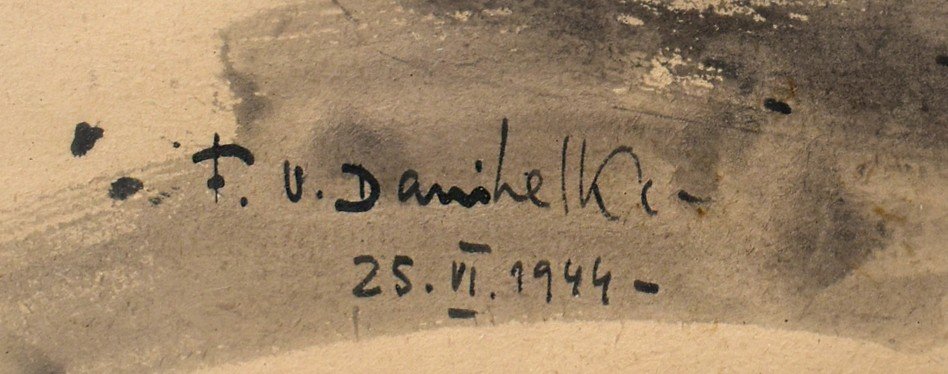 F. V. Danihelka -
25. VI. 1944 -